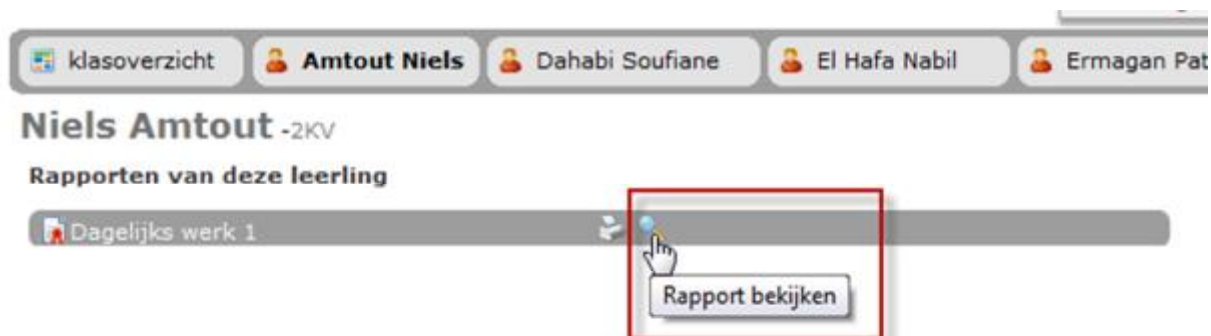 klasoverzicht Amtout Niels Dahabi Soufiane El Hafa Nabil Ermagan Pat
Niels Amtout -2KV
Rapporten van deze leerling
Dagelijks werk 1
Rapport bekijken